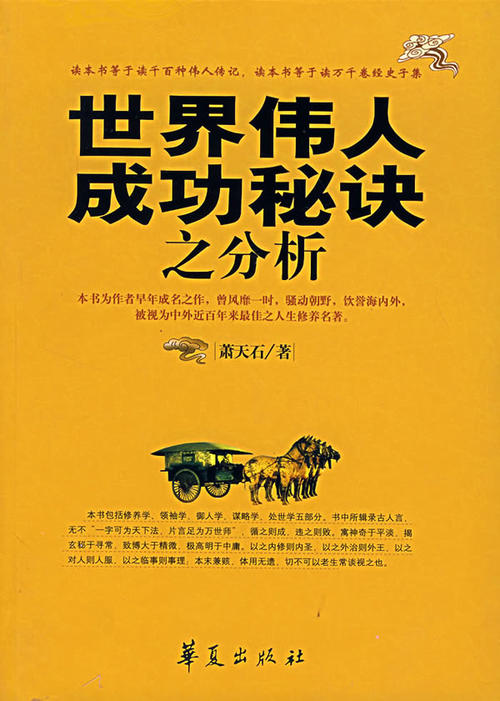 读本书等于读千百种伟人传记，读本书等于读万千卷经史子集
世界伟人
成功秘诀
之分析
本书为作者早年成名之作，曾风靡一时，骚动朝野，饮誉海内外，
被视为中外近百年来最佳之人生修养名著。
萧天石/著
本书包括修养学、领袖学、御人学、谋略学、处世学五部分。书中所辑录古人言，
无不“一字可为天下法，片言足为万世师”，循之则成，违之则败。寓神奇于平淡，揭
玄秘于寻常，致博大于精微，极高明于中庸。以之内修则内圣，以之外治则外王，以之
对人则人服，以之临事则事理；本末兼赅，体用无遗，切不可以老生常谈视之也。
華夏出版社